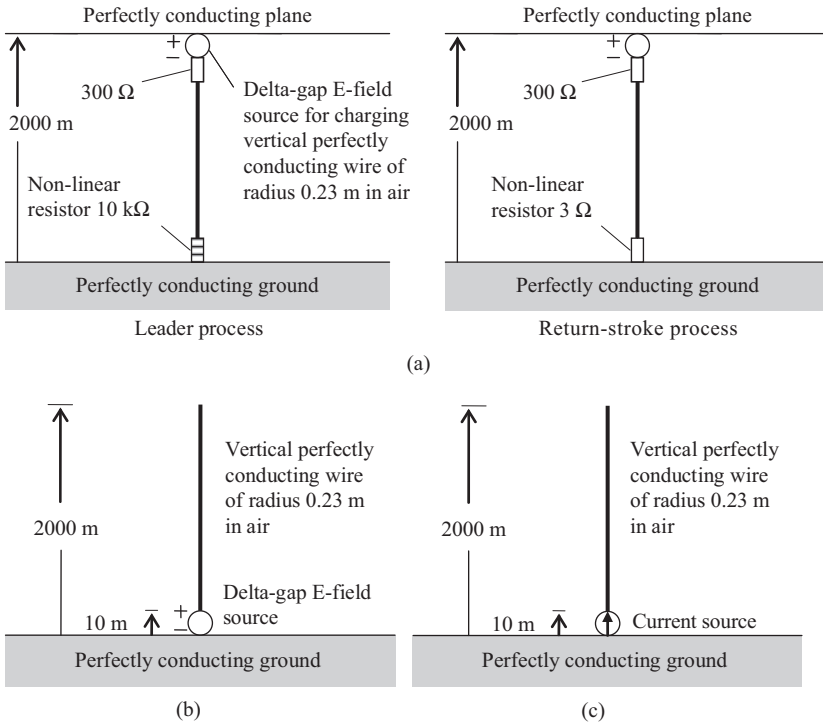 Perfectly conducting plane
+
−
300 Ω
2000 m
Delta-gap E-field
source for charging
vertical perfectly
conducting wire of
radius 0.23 m in air
Non-linear
resistor 10 kΩ
Perfectly conducting ground
Leader process
Perfectly conducting plane
+
−
300 Ω
2000 m
Non-linear
resistor 3 Ω
Perfectly conducting ground
Return-stroke process
(a)
Vertical perfectly
conducting wire
of radius 0.23 m
in air
2000 m
Delta-gap E-field
source
+
−
10 m
Perfectly conducting ground
(b)
Vertical perfectly
conducting wire
of radius 0.23 m
in air
2000 m
10 m
Current source
Perfectly conducting ground
(c)